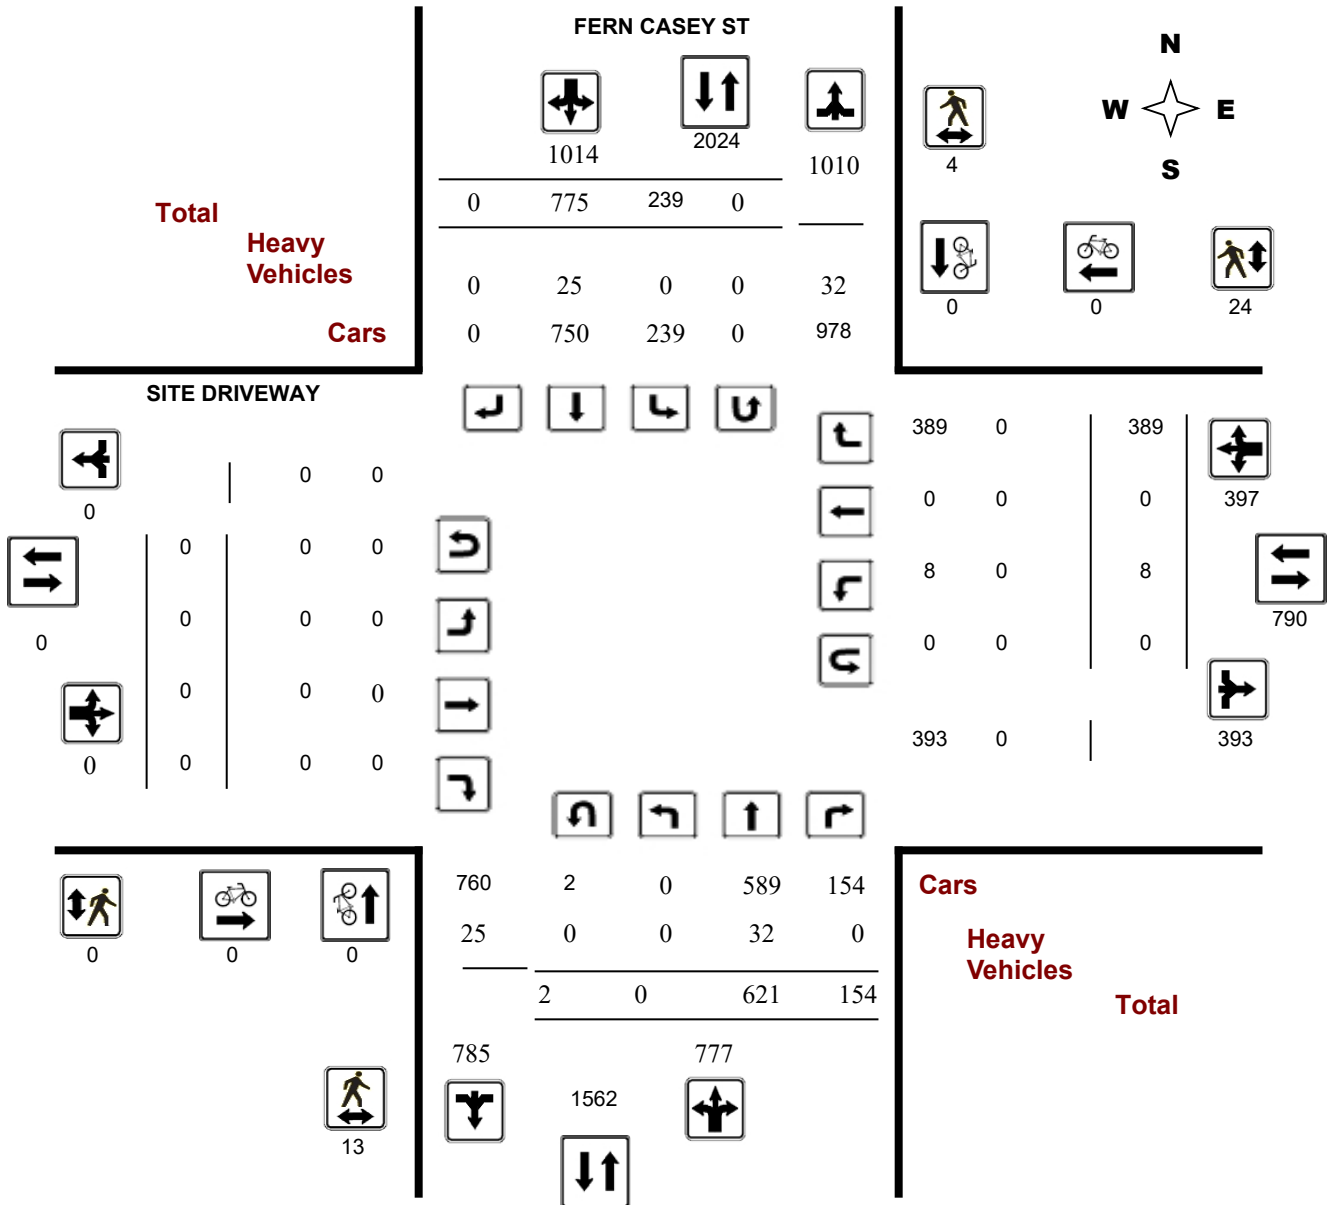 FERN CASEY ST
N
W E
S
1014 2024 1010 4
Total
0 775 239 0
Heavy
Vehicles
0 25 0 0 32
0 0 24
Cars
0 750 239 0 978
SITE DRIVEWAY
0 0 0
389 0 389
0 0 0 397
0 0 0
8 0 8
790
0 0 0
0
0 0 0
0 0 0
0
0 0 0
393 0 393
760 2 0 589 154
Cars
25 0 0 32 0
Heavy
Vehicles
0 0 0
2 0 621 154
Total
785 777
1562
13